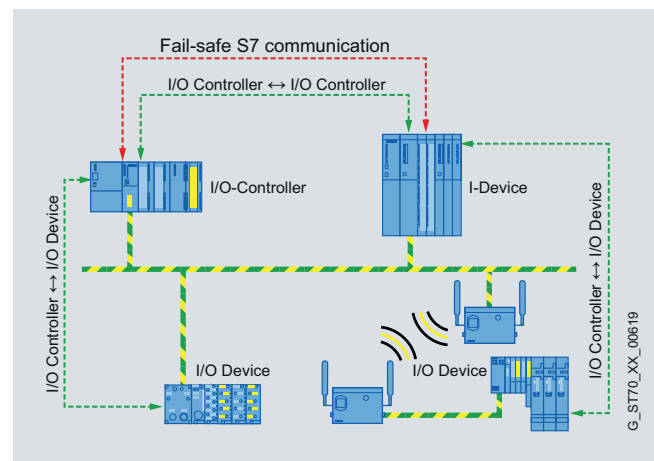 Fail-safe S7 communication
I/O Controller ↔ I/O Controller
I/O-Controller
I-Device
I/O Controller ↔ I/O Device
I/O Controller ↔ I/O Device
I/O Device
I/O Device
G_ST70_XX_00619